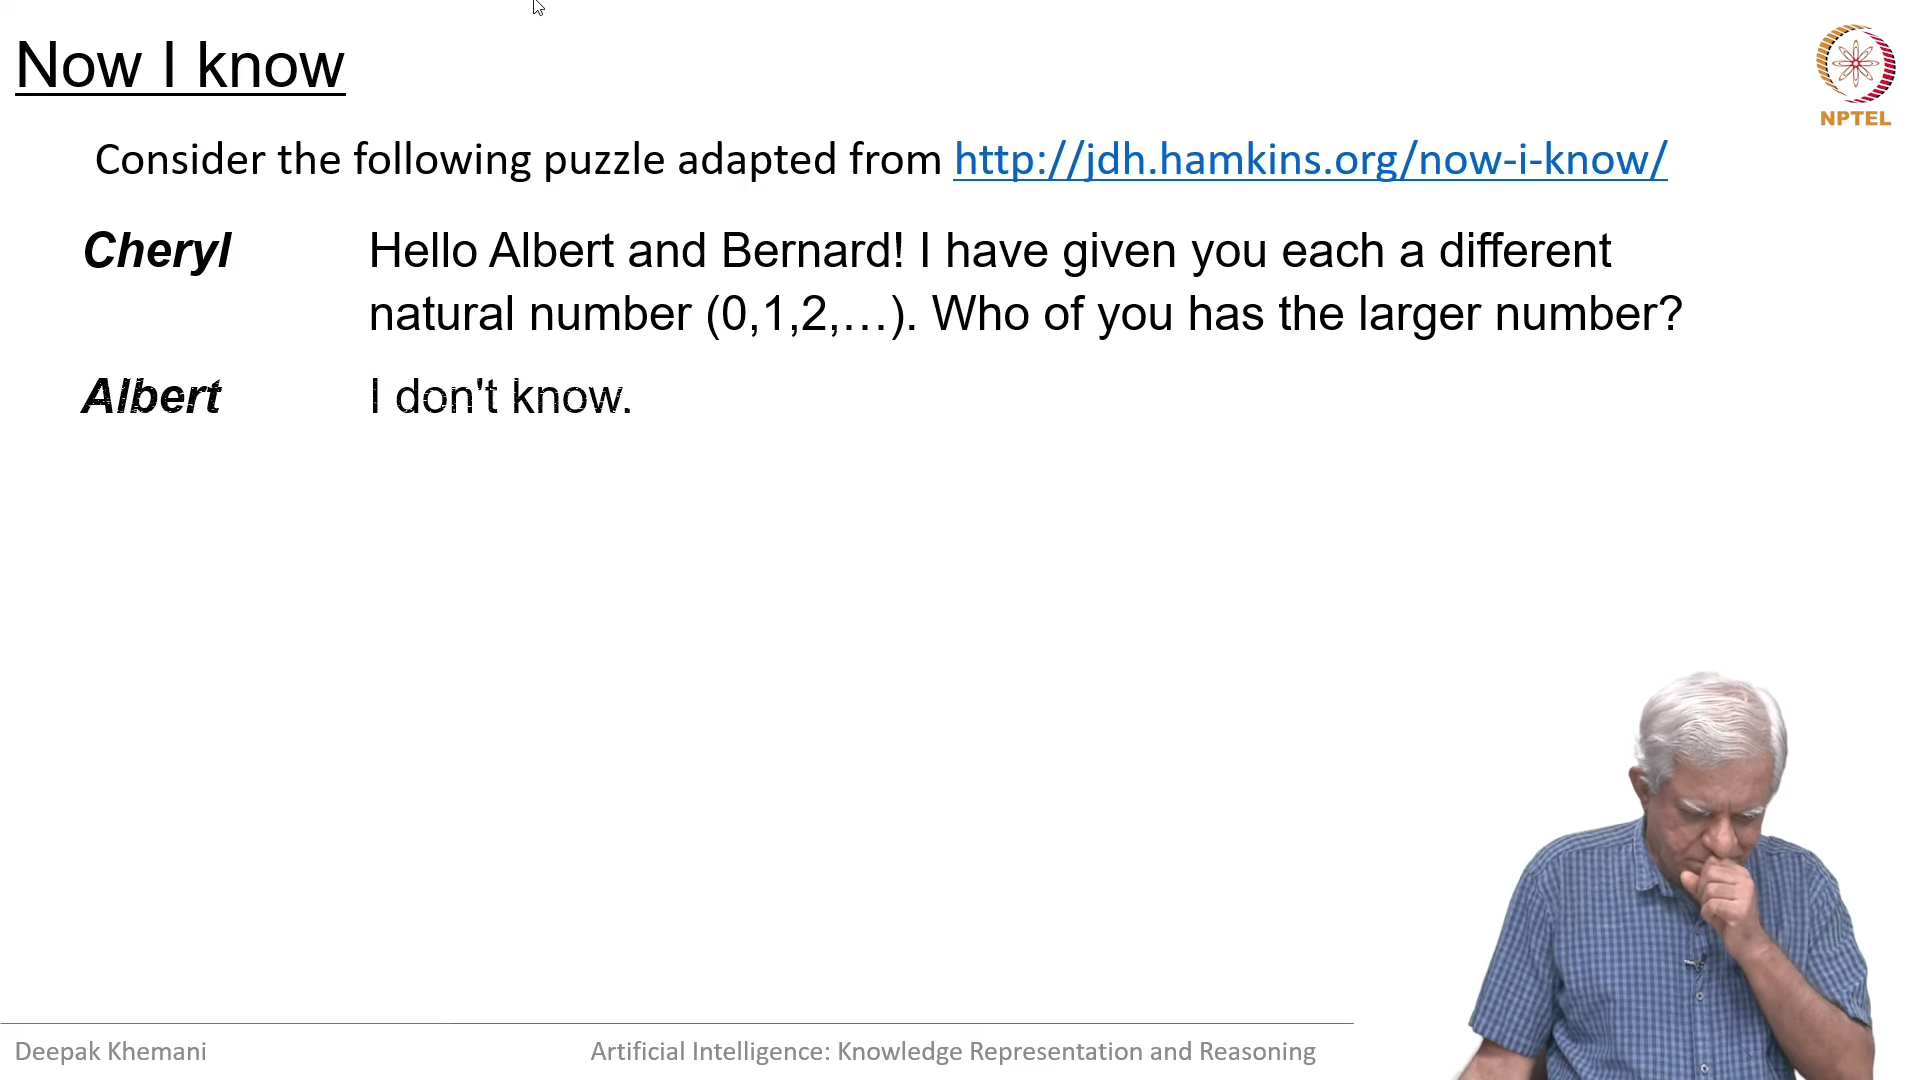 Now I know
NPTEL
Consider the following puzzle adapted from http://jdh.hamkins.org/now-i-know/
Cheryl Hello Albert and Bernard! I have given you each a different
natural number (0,1,2,…). Who of you has the larger number?
Albert I don't know.
Deepak Khemani Artificial Intelligence: Knowledge Representation and Reasoning